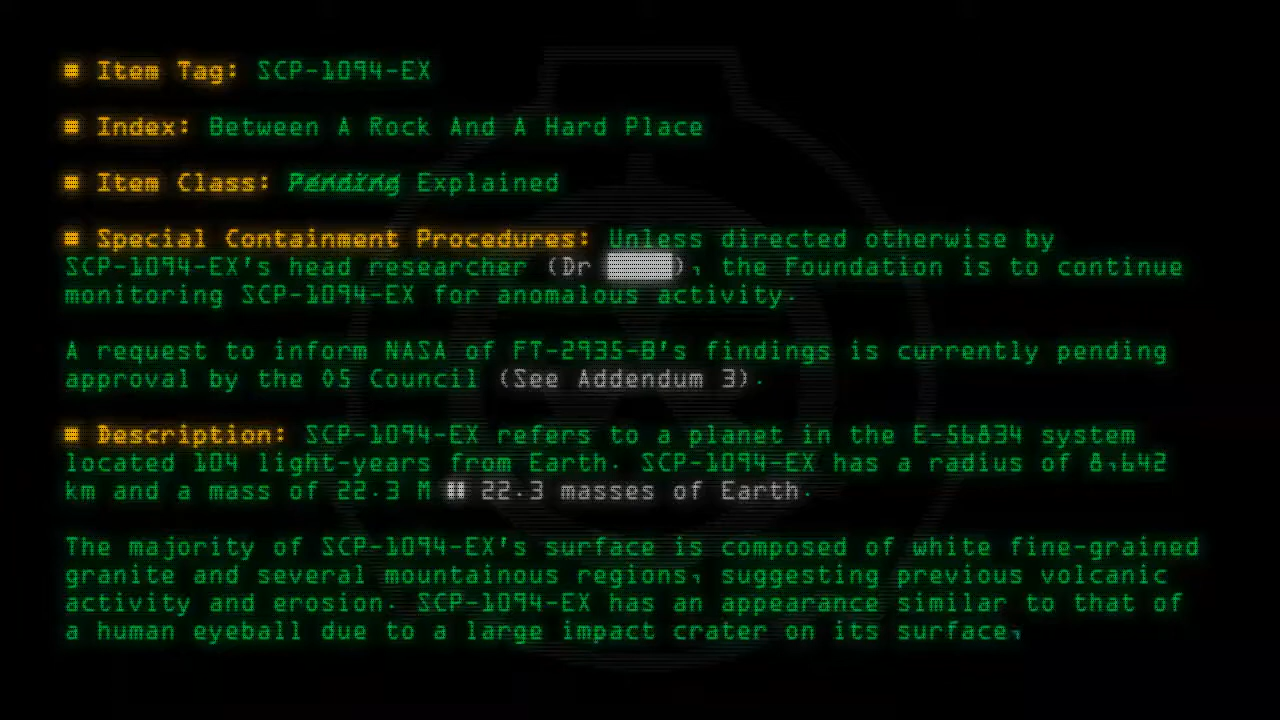 ■ Item Tag: SCP-1094-EX
■ Index: Between A Rock And A Hard Place
■ Item Class: Pending Explained
■ Special Containment Procedures: Unless directed otherwise by
SCP-1094-EX's head researcher (Dr ████), the Foundation is to continue
monitoring SCP-1094-EX for anomalous activity.
A request to inform NASA of FT-2935-B's findings is currently pending
approval by the O5 Council (See Addendum 3).
■ Description: SCP-1094-EX refers to a planet in the E-56834 system
located 104 light-years from Earth. SCP-1094-EX has a radius of 8,642
km and a mass of 22.3 M ⌗ 22.3 masses of Earth.
The majority of SCP-1094-EX's surface is composed of white fine-grained
granite and several mountainous regions, suggesting previous volcanic
activity and erosion. SCP-1094-EX has an appearance similar to that of
a human eyeball due to a large impact crater on its surface,